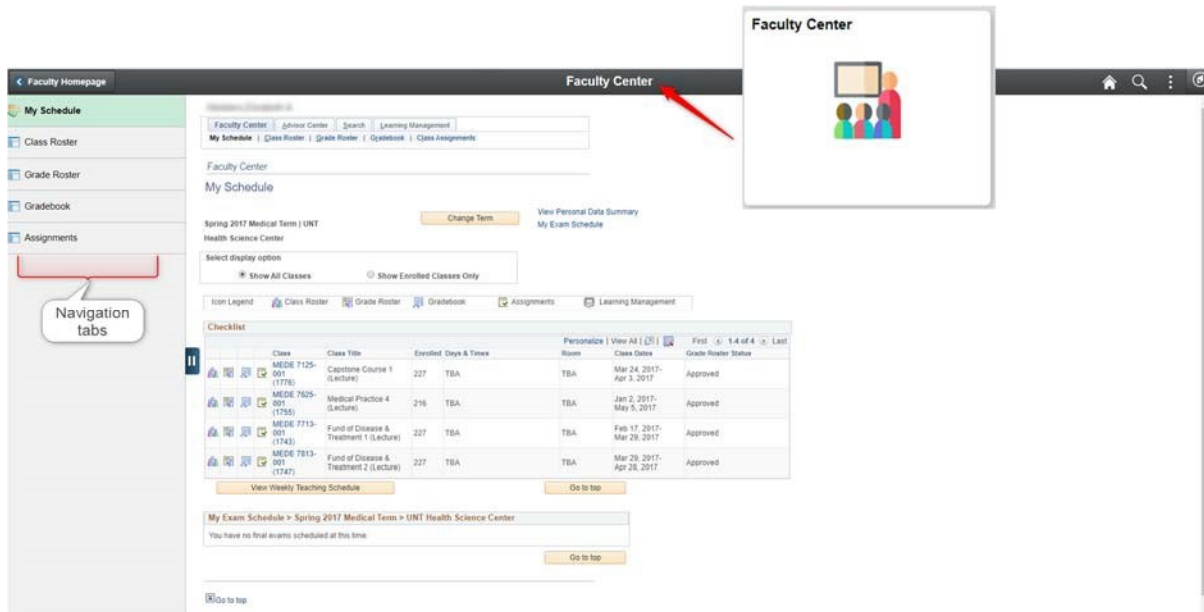 Faculty Center
< Faculty Homepage
Faculty Center
My Schedule
Class Roster
Grade Roster
Gradebook
Assignments
Navigation
tabs
Faculty Center | Advisor Center | Search | Learning Management
My Schedule | Class Roster | Grade Roster | Gradebook | Class Assignments
Faculty Center
My Schedule
Spring 2017 Medical Term | UNT
Health Science Center
Change Term
View Personal Data Summary
My Exam Schedule
Select display option
Show All Classes Show Enrolled Classes Only
Icon Legend Class Roster Grade Roster Gradebook Assignments Learning Management
Checklist
Personalize | View All | First 1-4 of 4 Last
Class Class Title Enrolled Days & Times Room Class Dates Grade Roster Status
MEDE 7125-
001
(1776)
Capstone Course 1
(Lecture)
227 TBA TBA
Mar 24, 2017-
Apr 3, 2017
Approved
MEDE 7625-
001
(1755)
Medical Practice 4
(Lecture)
216 TBA TBA
Jan 2, 2017-
May 5, 2017
Approved
MEDE 7713-
001
(1743)
Fund of Disease &
Treatment 1 (Lecture)
227 TBA TBA
Feb 17, 2017-
Mar 29, 2017
Approved
MEDE 7813-
001
(1747)
Fund of Disease &
Treatment 2 (Lecture)
227 TBA TBA
Mar 29, 2017-
Apr 28, 2017
Approved
View Weekly Teaching Schedule Go to top
My Exam Schedule > Spring 2017 Medical Term > UNT Health Science Center
You have no final exams scheduled at this time.
Go to top
Go to top